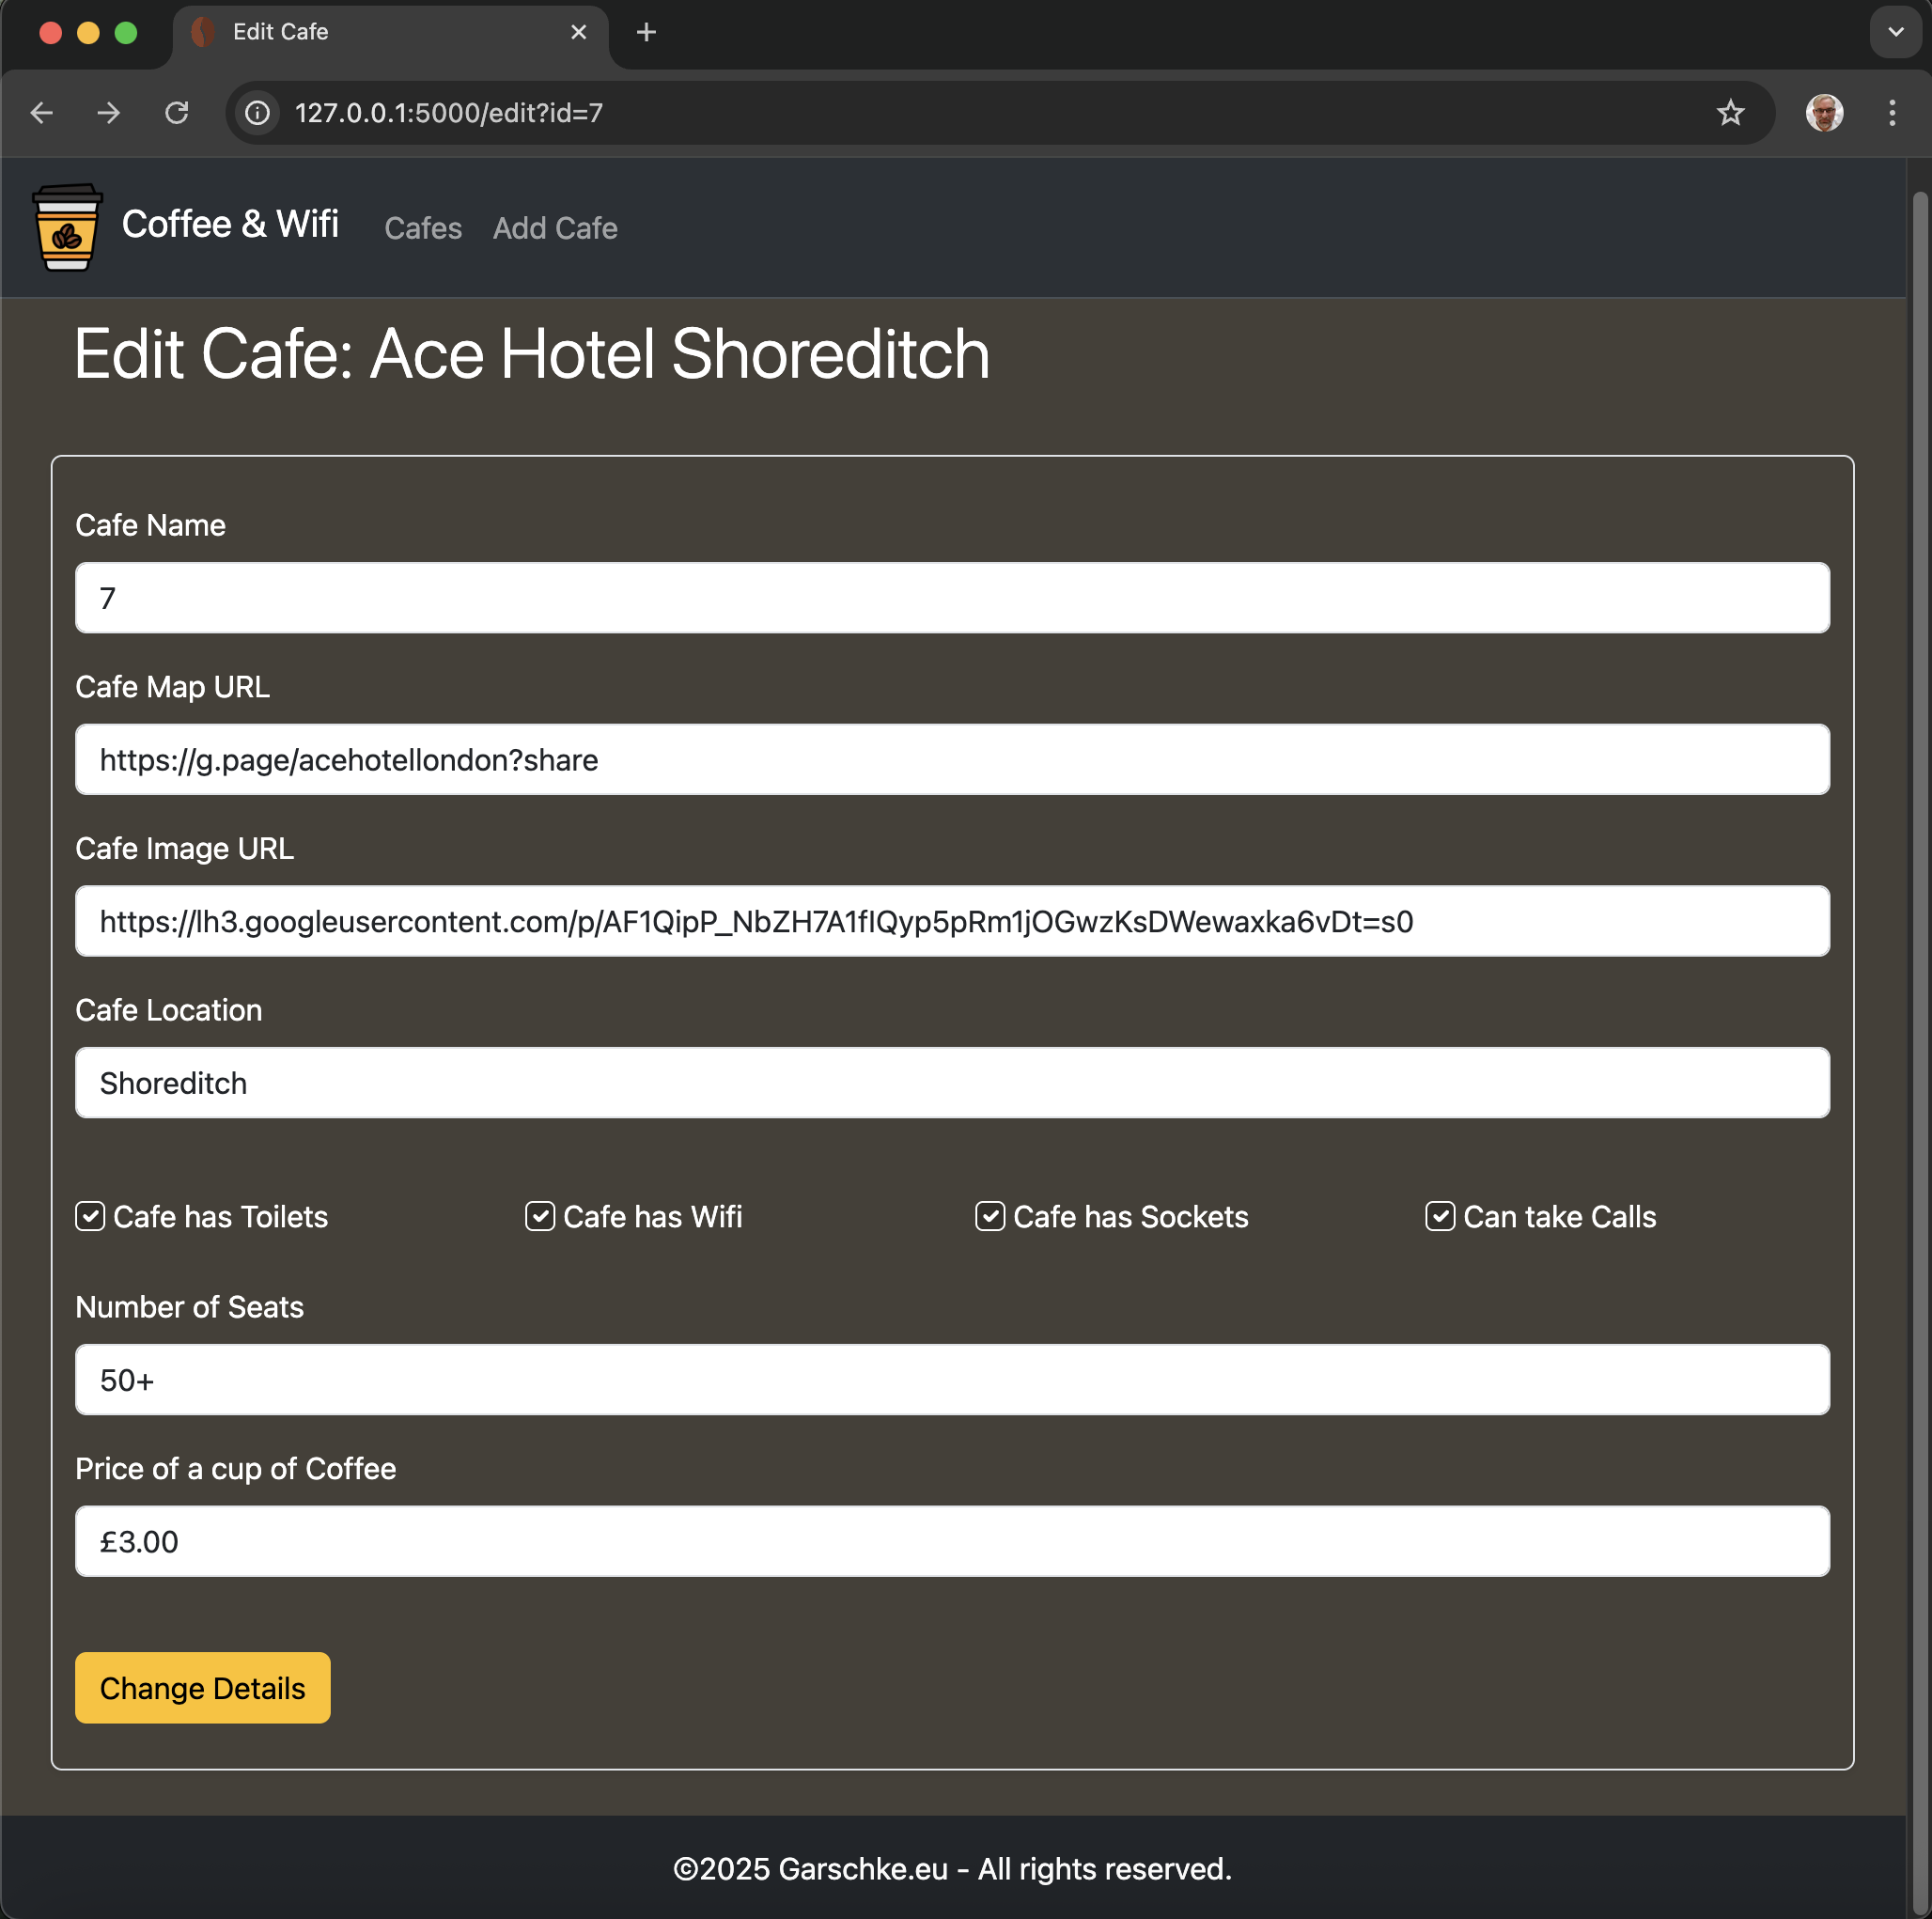 Edit Cafe
127.0.0.1:5000/edit?id=7
Coffee & Wifi Cafes Add Cafe
Edit Cafe: Ace Hotel Shoreditch
Cafe Name
7
Cafe Map URL
https://g.page/acehotellondon?share
Cafe Image URL
https://lh3.googleusercontent.com/p/AF1QipP_NbZH7A1fIQyp5pRm1jOGwzKsDWewaxka6vDt=s0
Cafe Location
Shoreditch
Cafe has Toilets Cafe has Wifi Cafe has Sockets Can take Calls
Number of Seats
50+
Price of a cup of Coffee
£3.00
Change Details
©2025 Garschke.eu - All rights reserved.